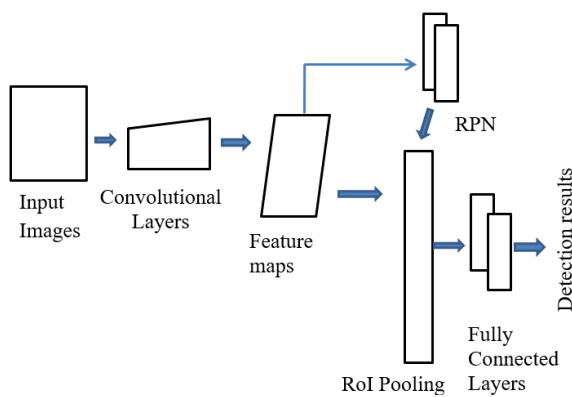 Input
Images
Convolutional
Layers
Feature
maps
RPN
RoI Pooling
Fully
Connected
Layers
Detection results